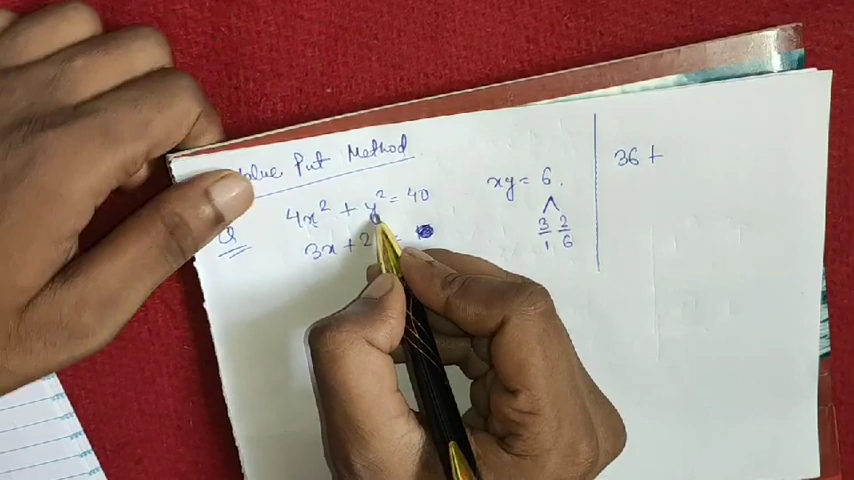 Value Put Method
Q 4x² + y² = 40
3x + 2
xy = 6.
3 2
1 6
36 +